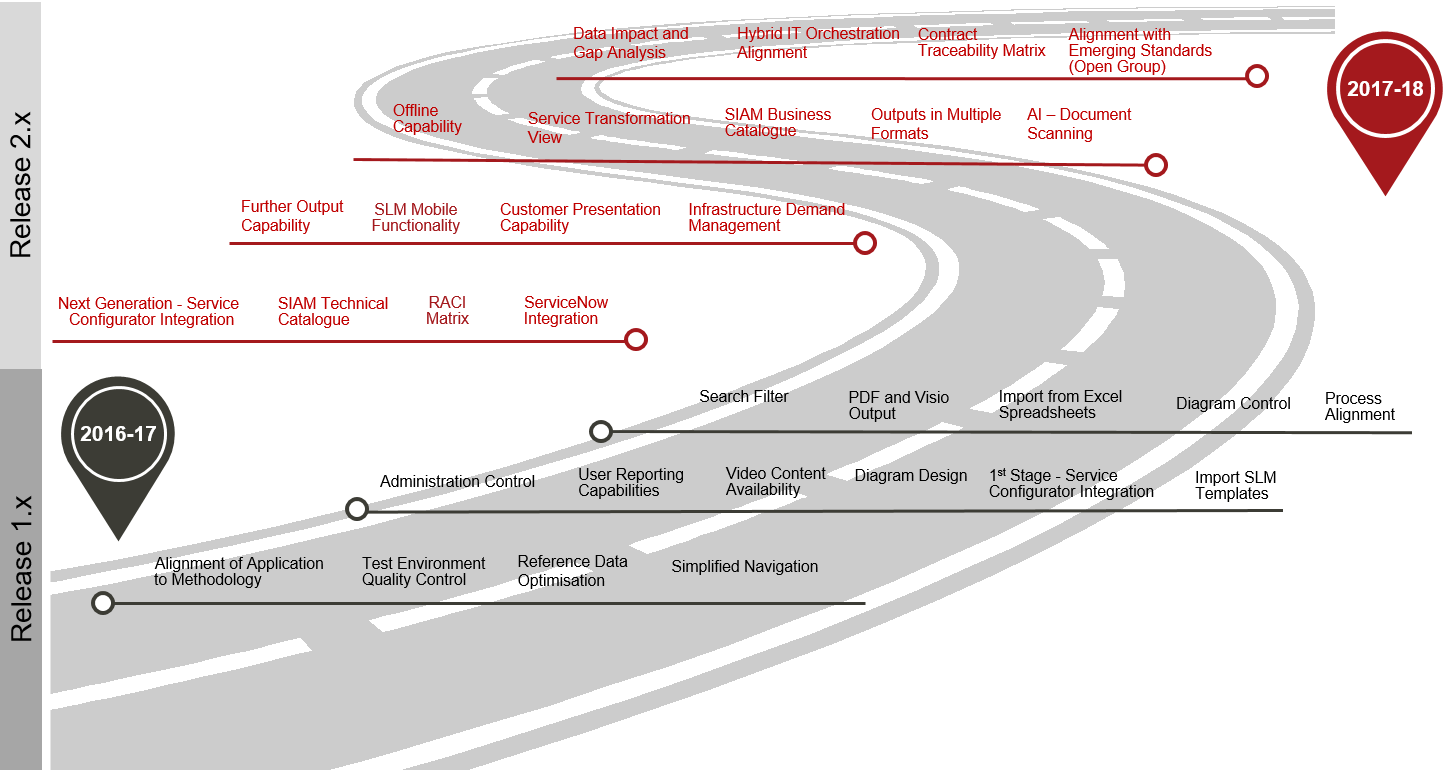 Release 2.x
2017-18
Data Impact and
Gap Analysis
Hybrid IT Orchestration
Alignment
Contract
Traceability Matrix
Alignment with
Emerging Standards
(Open Group)
Offline
Capability
Service Transformation
View
SIAM Business
Catalogue
Outputs in Multiple
Formats
AI – Document
Scanning
Further Output
Capability
SLM Mobile
Functionality
Customer Presentation
Capability
Infrastructure Demand
Management
Next Generation - Service
Configurator Integration
SIAM Technical
Catalogue
RACI
Matrix
ServiceNow
Integration
Release 1.x
2016-17
Search Filter
PDF and Visio
Output
Import from Excel
Spreadsheets
Diagram Control
Process
Alignment
Administration Control
User Reporting
Capabilities
Video Content
Availability
Diagram Design
1st Stage - Service
Configurator Integration
Import SLM
Templates
Alignment of Application
to Methodology
Test Environment
Quality Control
Reference Data
Optimisation
Simplified Navigation